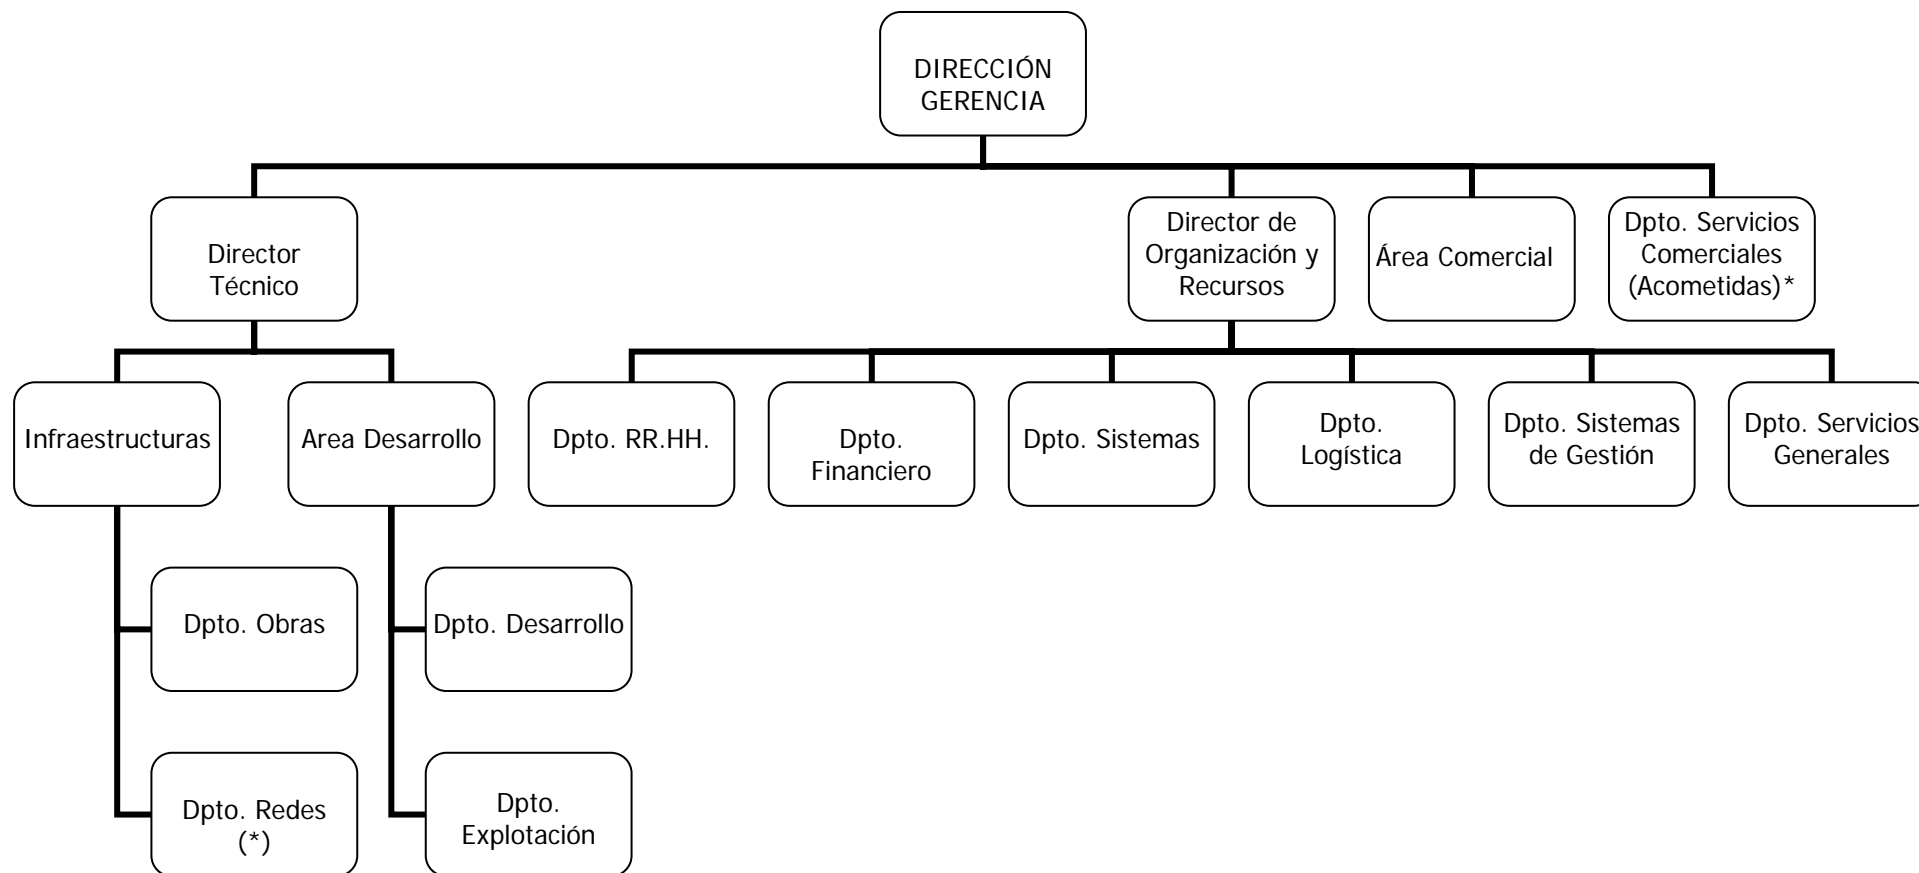 DIRECCIÓN
GERENCIA
Director
Técnico
Director de
Organización y
Recursos
Área Comercial
Dpto. Servicios
Comerciales
(Acometidas)*
Infraestructuras
Area Desarrollo
Dpto. RR.HH.
Dpto.
Financiero
Dpto. Sistemas
Dpto.
Logística
Dpto. Sistemas
de Gestión
Dpto. Servicios
Generales
Dpto. Obras
Dpto. Desarrollo
Dpto. Redes
(*)
Dpto.
Explotación